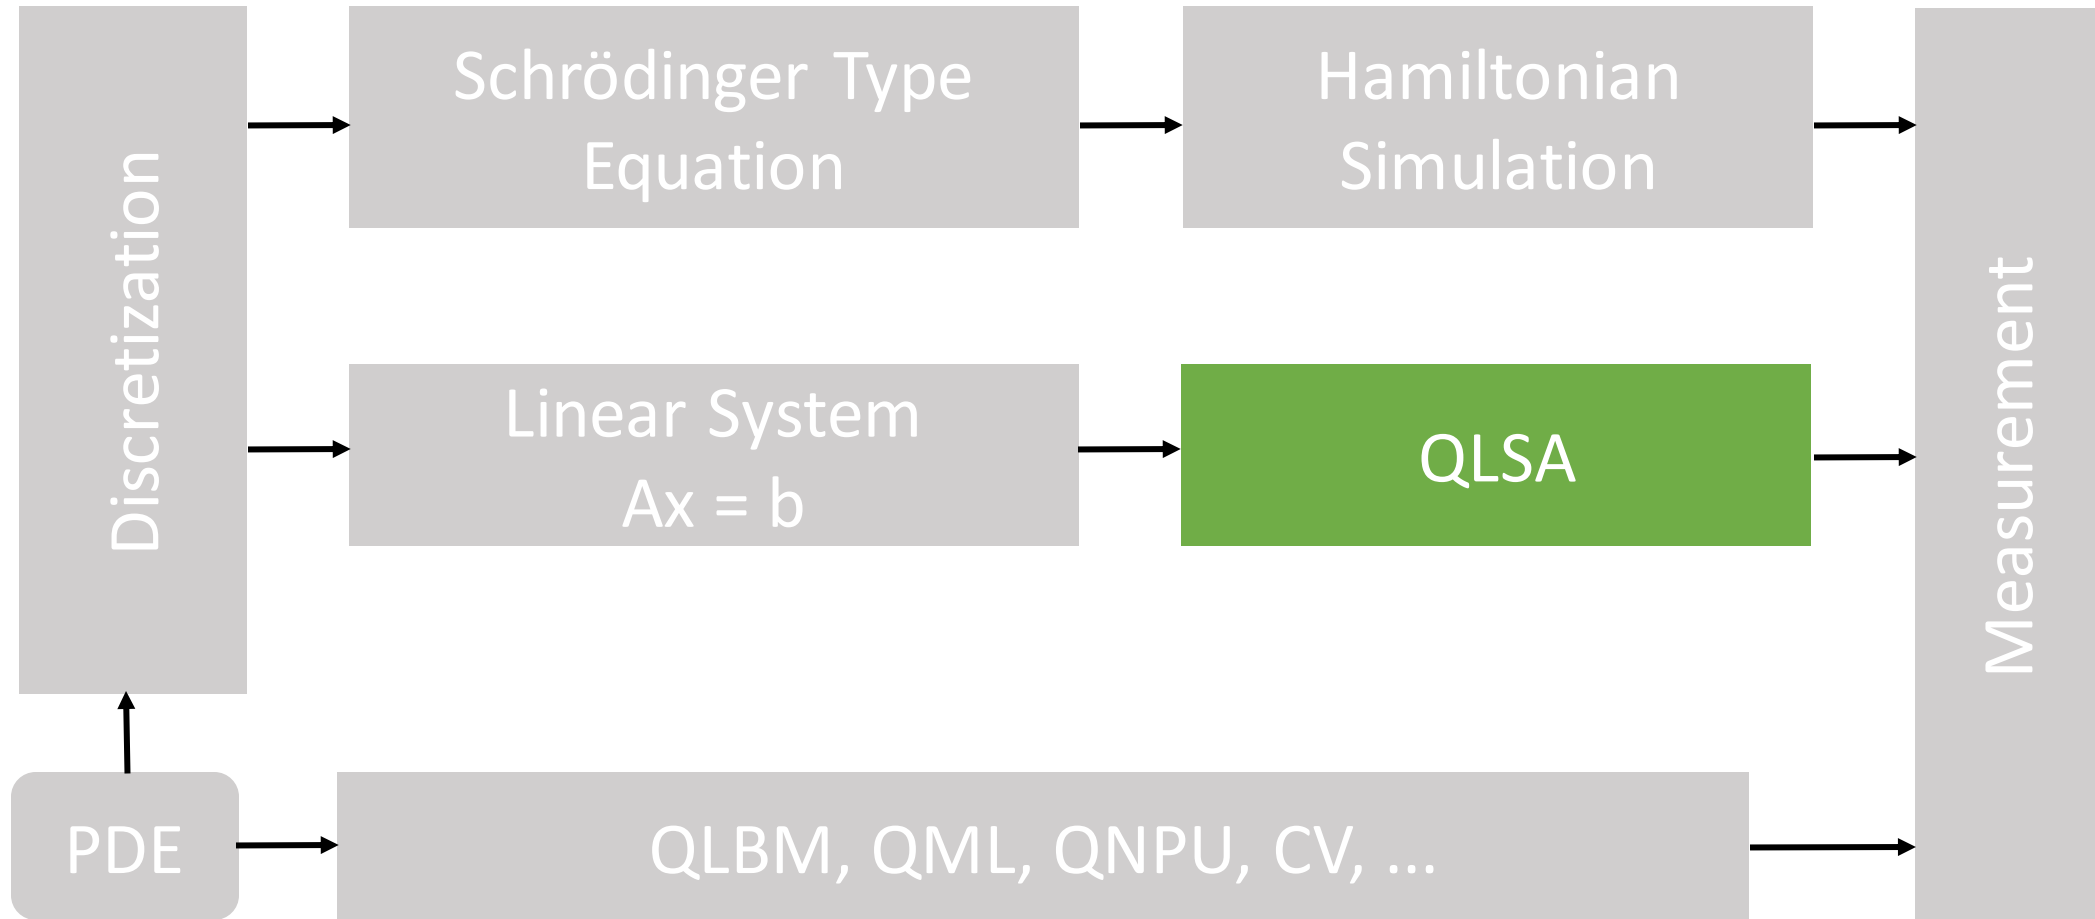 Discretization
Schrödinger Type
Equation
Hamiltonian
Simulation
Linear System
Ax = b
QLSA
Measurement
PDE
QLBM, QML, QNPU, CV, ...